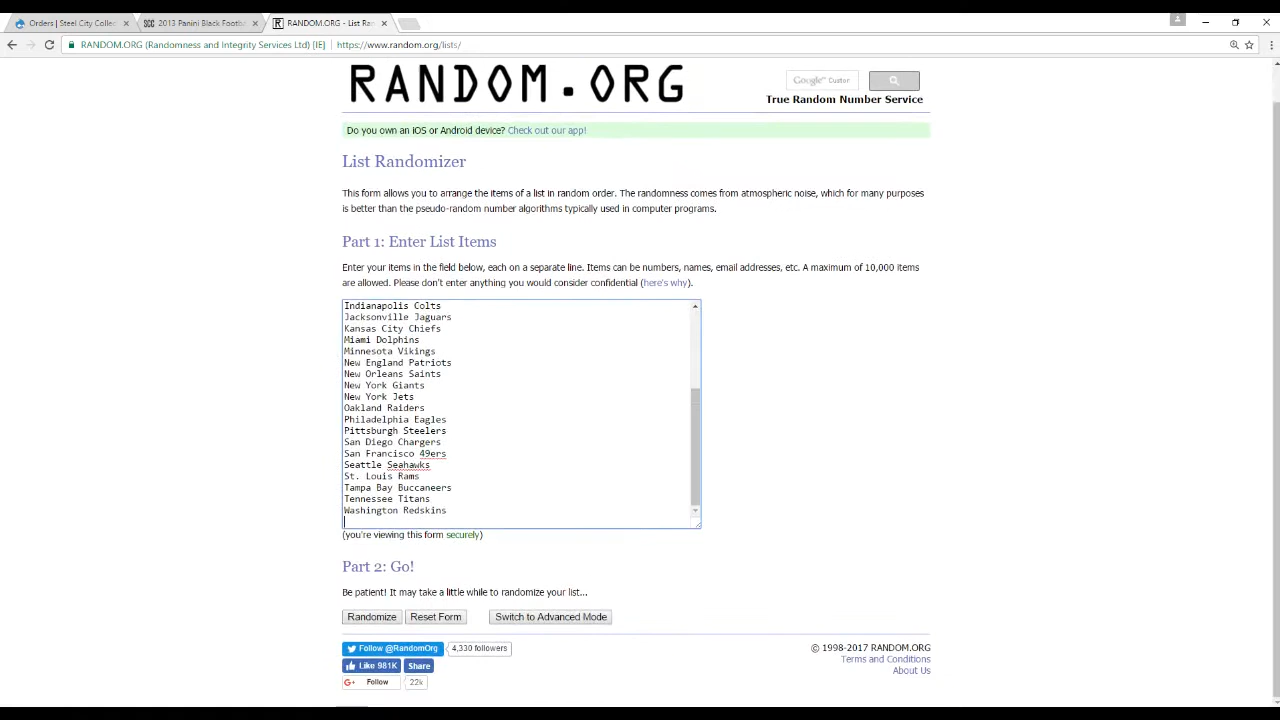 Orders | Steel City Collec
2013 Panini Black Footba
RANDOM.ORG - List Ran
RANDOM.ORG (Randomness and Integrity Services Ltd) [IE] https://www.random.org/lists/
RANDOM.ORG
Google™ Custom
True Random Number Service
Do you own an iOS or Android device? Check out our app!
List Randomizer
This form allows you to arrange the items of a list in random order. The randomness comes from atmospheric noise, which for many purposes
is better than the pseudo-random number algorithms typically used in computer programs.
Part 1: Enter List Items
Enter your items in the field below, each on a separate line. Items can be numbers, names, email addresses, etc. A maximum of 10,000 items
are allowed. Please don't enter anything you would consider confidential (here's why).
Indianapolis Colts
Jacksonville Jaguars
Kansas City Chiefs
Miami Dolphins
Minnesota Vikings
New England Patriots
New Orleans Saints
New York Giants
New York Jets
Oakland Raiders
Philadelphia Eagles
Pittsburgh Steelers
San Diego Chargers
San Francisco 49ers
Seattle Seahawks
St. Louis Rams
Tampa Bay Buccaneers
Tennessee Titans
Washington Redskins
(you're viewing this form securely)
Part 2: Go!
Be patient! It may take a little while to randomize your list...
Randomize Reset Form Switch to Advanced Mode
Follow @RandomOrg 4,330 followers
Like 981K Share
G+ Follow 22k
© 1998-2017 RANDOM.ORG
Terms and Conditions
About Us